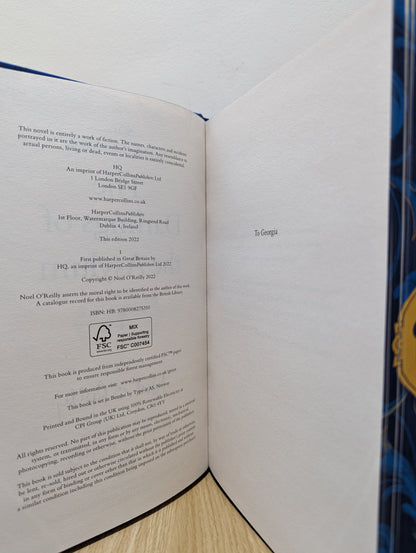 This novel is entirely a work of fiction. The names, characters and incidents
portrayed in it are the work of the author's imagination. Any resemblance to
actual persons, living or dead, events or localities is entirely coincidental.
HQ
An imprint of HarperCollinsPublishers Ltd
1 London Bridge Street
London SE1 9GF
www.harpercollins.co.uk
HarperCollinsPublishers
1st Floor, Watermarque Building, Ringsend Road
Dublin 4, Ireland
This edition 2022
1
First published in Great Britain by
HQ, an imprint of HarperCollinsPublishers Ltd 2022
Copyright © Noel O'Reilly 2022
Noel O'Reilly asserts the moral right to be identified as the author of this work.
A catalogue record for this book is available from the British Library.
ISBN: HB: 9780008275201
FSC
www.fsc.org
MIX
Paper | Supporting
responsible forestry
FSC™ C007454
This book is produced from independently certified FSC™ paper
to ensure responsible forest management.
For more information visit: www.harpercollins.co.uk/green
This book is set in Bembo by Type-it AS, Norway
Printed and Bound in the UK using 100% Renewable Electricity at
CPI Group (UK) Ltd, Croydon, CR0 4YY
All rights reserved. No part of this publication may be reproduced, stored in a retrieval
system, or transmitted, in any form or by any means, electronic, mechanical,
photocopying, recording or otherwise, without the prior permission of the publishers.
This book is sold subject to the condition that it shall not, by way of trade or otherwise,
be lent, re-sold, hired out or otherwise circulated without the publisher's prior consent
in any form of binding or cover other than that in which it is published and without
a similar condition including this condition being imposed on the subsequent purchaser.
To Georgia